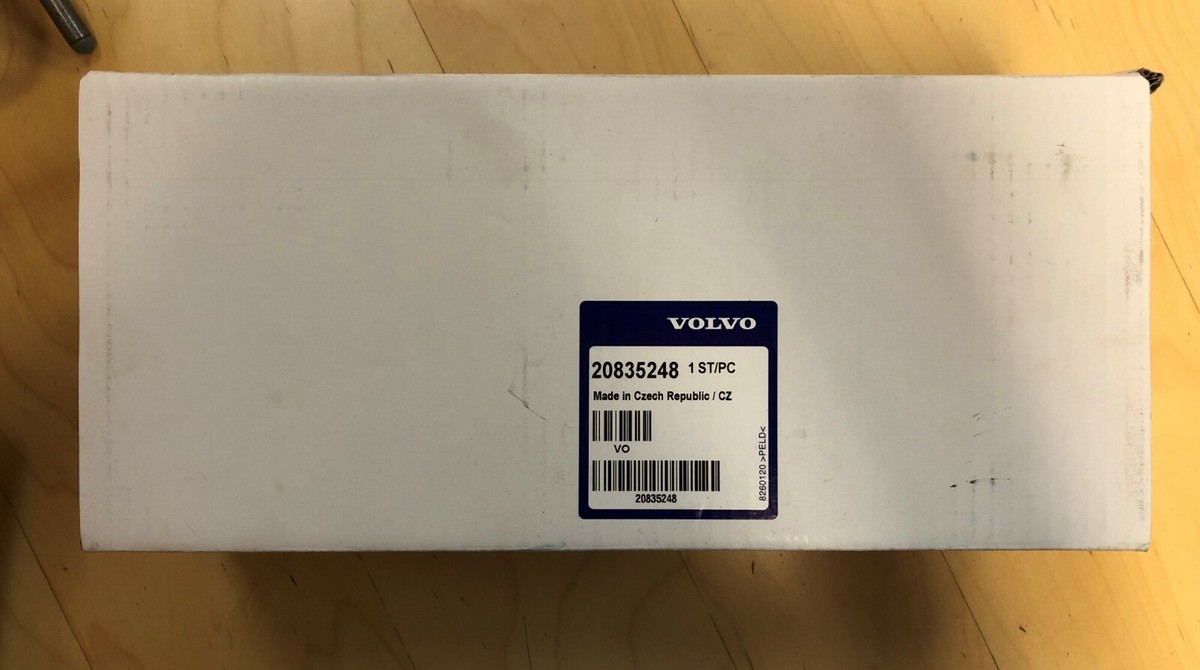 VOLVO
20835248 1 ST/PC
Made in Czech Republic / CZ
VO
20835248
8260120 >PELD<